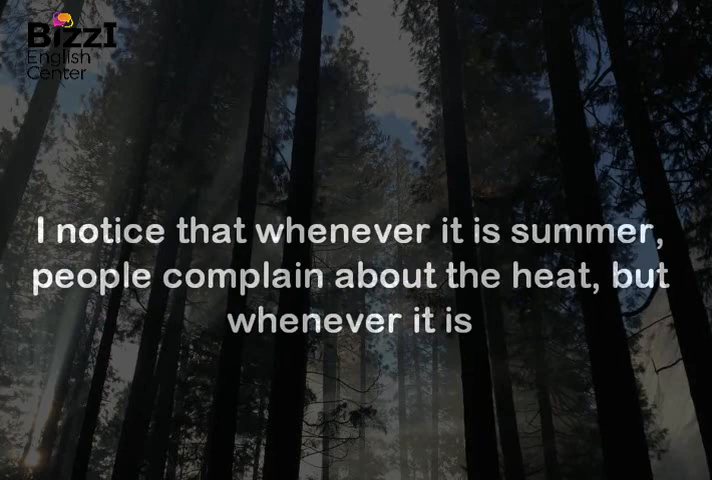 BizzI
English
Center
I notice that whenever it is summer,
people complain about the heat, but
whenever it is